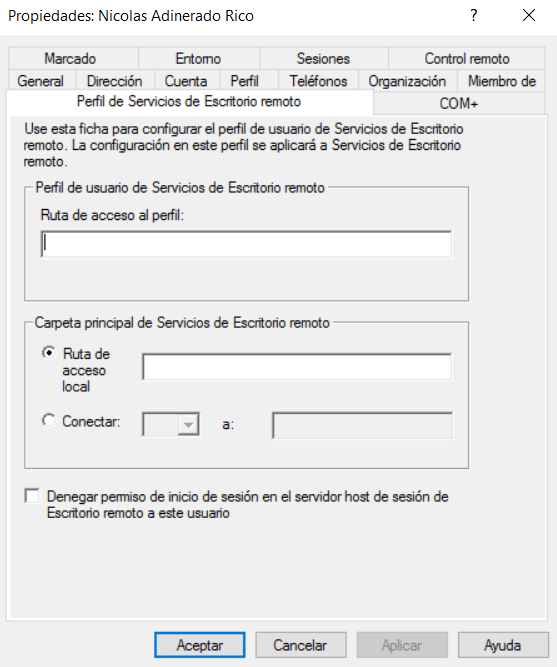 Propiedades: Nicolas Adinerado Rico ? ×
Marcado Entorno Sesiones Control remoto
General Dirección Cuenta Perfil Teléfonos Organización Miembro de
Perfil de Servicios de Escritorio remoto COM+
Use esta ficha para configurar el perfil de usuario de Servicios de Escritorio
remoto. La configuración en este perfil se aplicará a Servicios de Escritorio
remoto.
Perfil de usuario de Servicios de Escritorio remoto
Ruta de acceso al perfil:
Carpeta principal de Servicios de Escritorio remoto
Ruta de
acceso
local
Conectar: a:
Denegar permiso de inicio de sesión en el servidor host de sesión de
Escritorio remoto a este usuario
Aceptar Cancelar Aplicar Ayuda